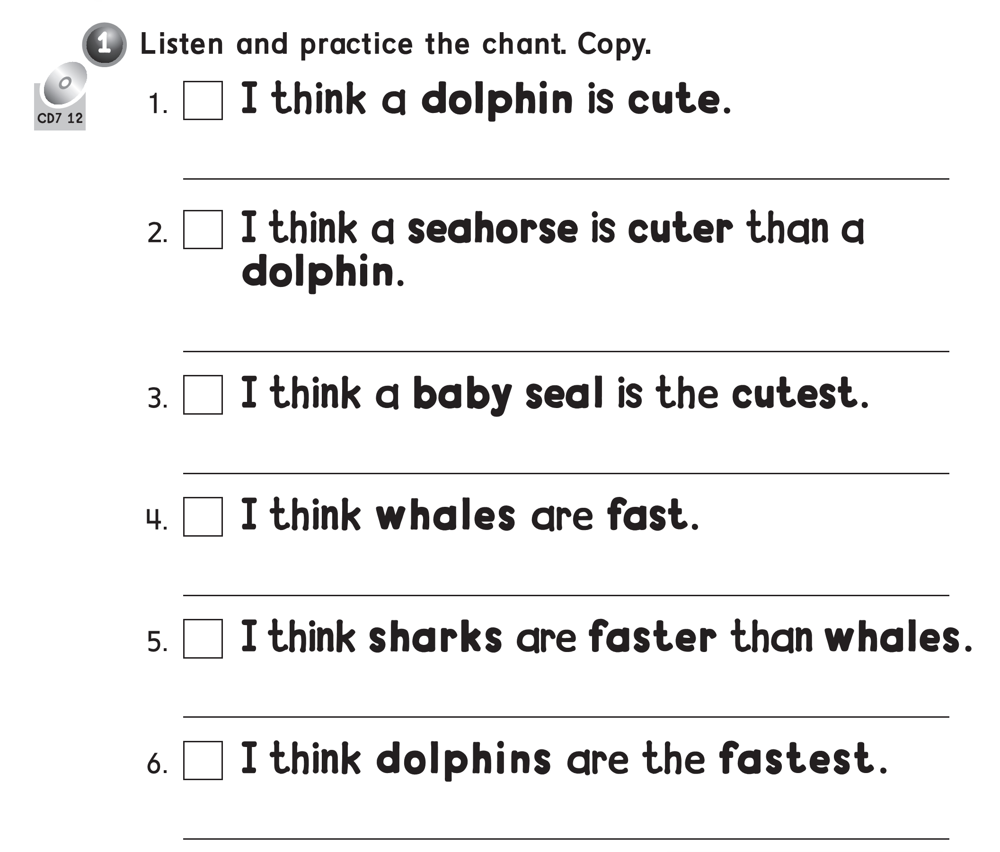 1 Listen and practice the chant. Copy.
CD7 12
1. I think a dolphin is cute.
2. I think a seahorse is cuter than a
dolphin.
3. I think a baby seal is the cutest.
4. I think whales are fast.
5. I think sharks are faster than whales.
6. I think dolphins are the fastest.